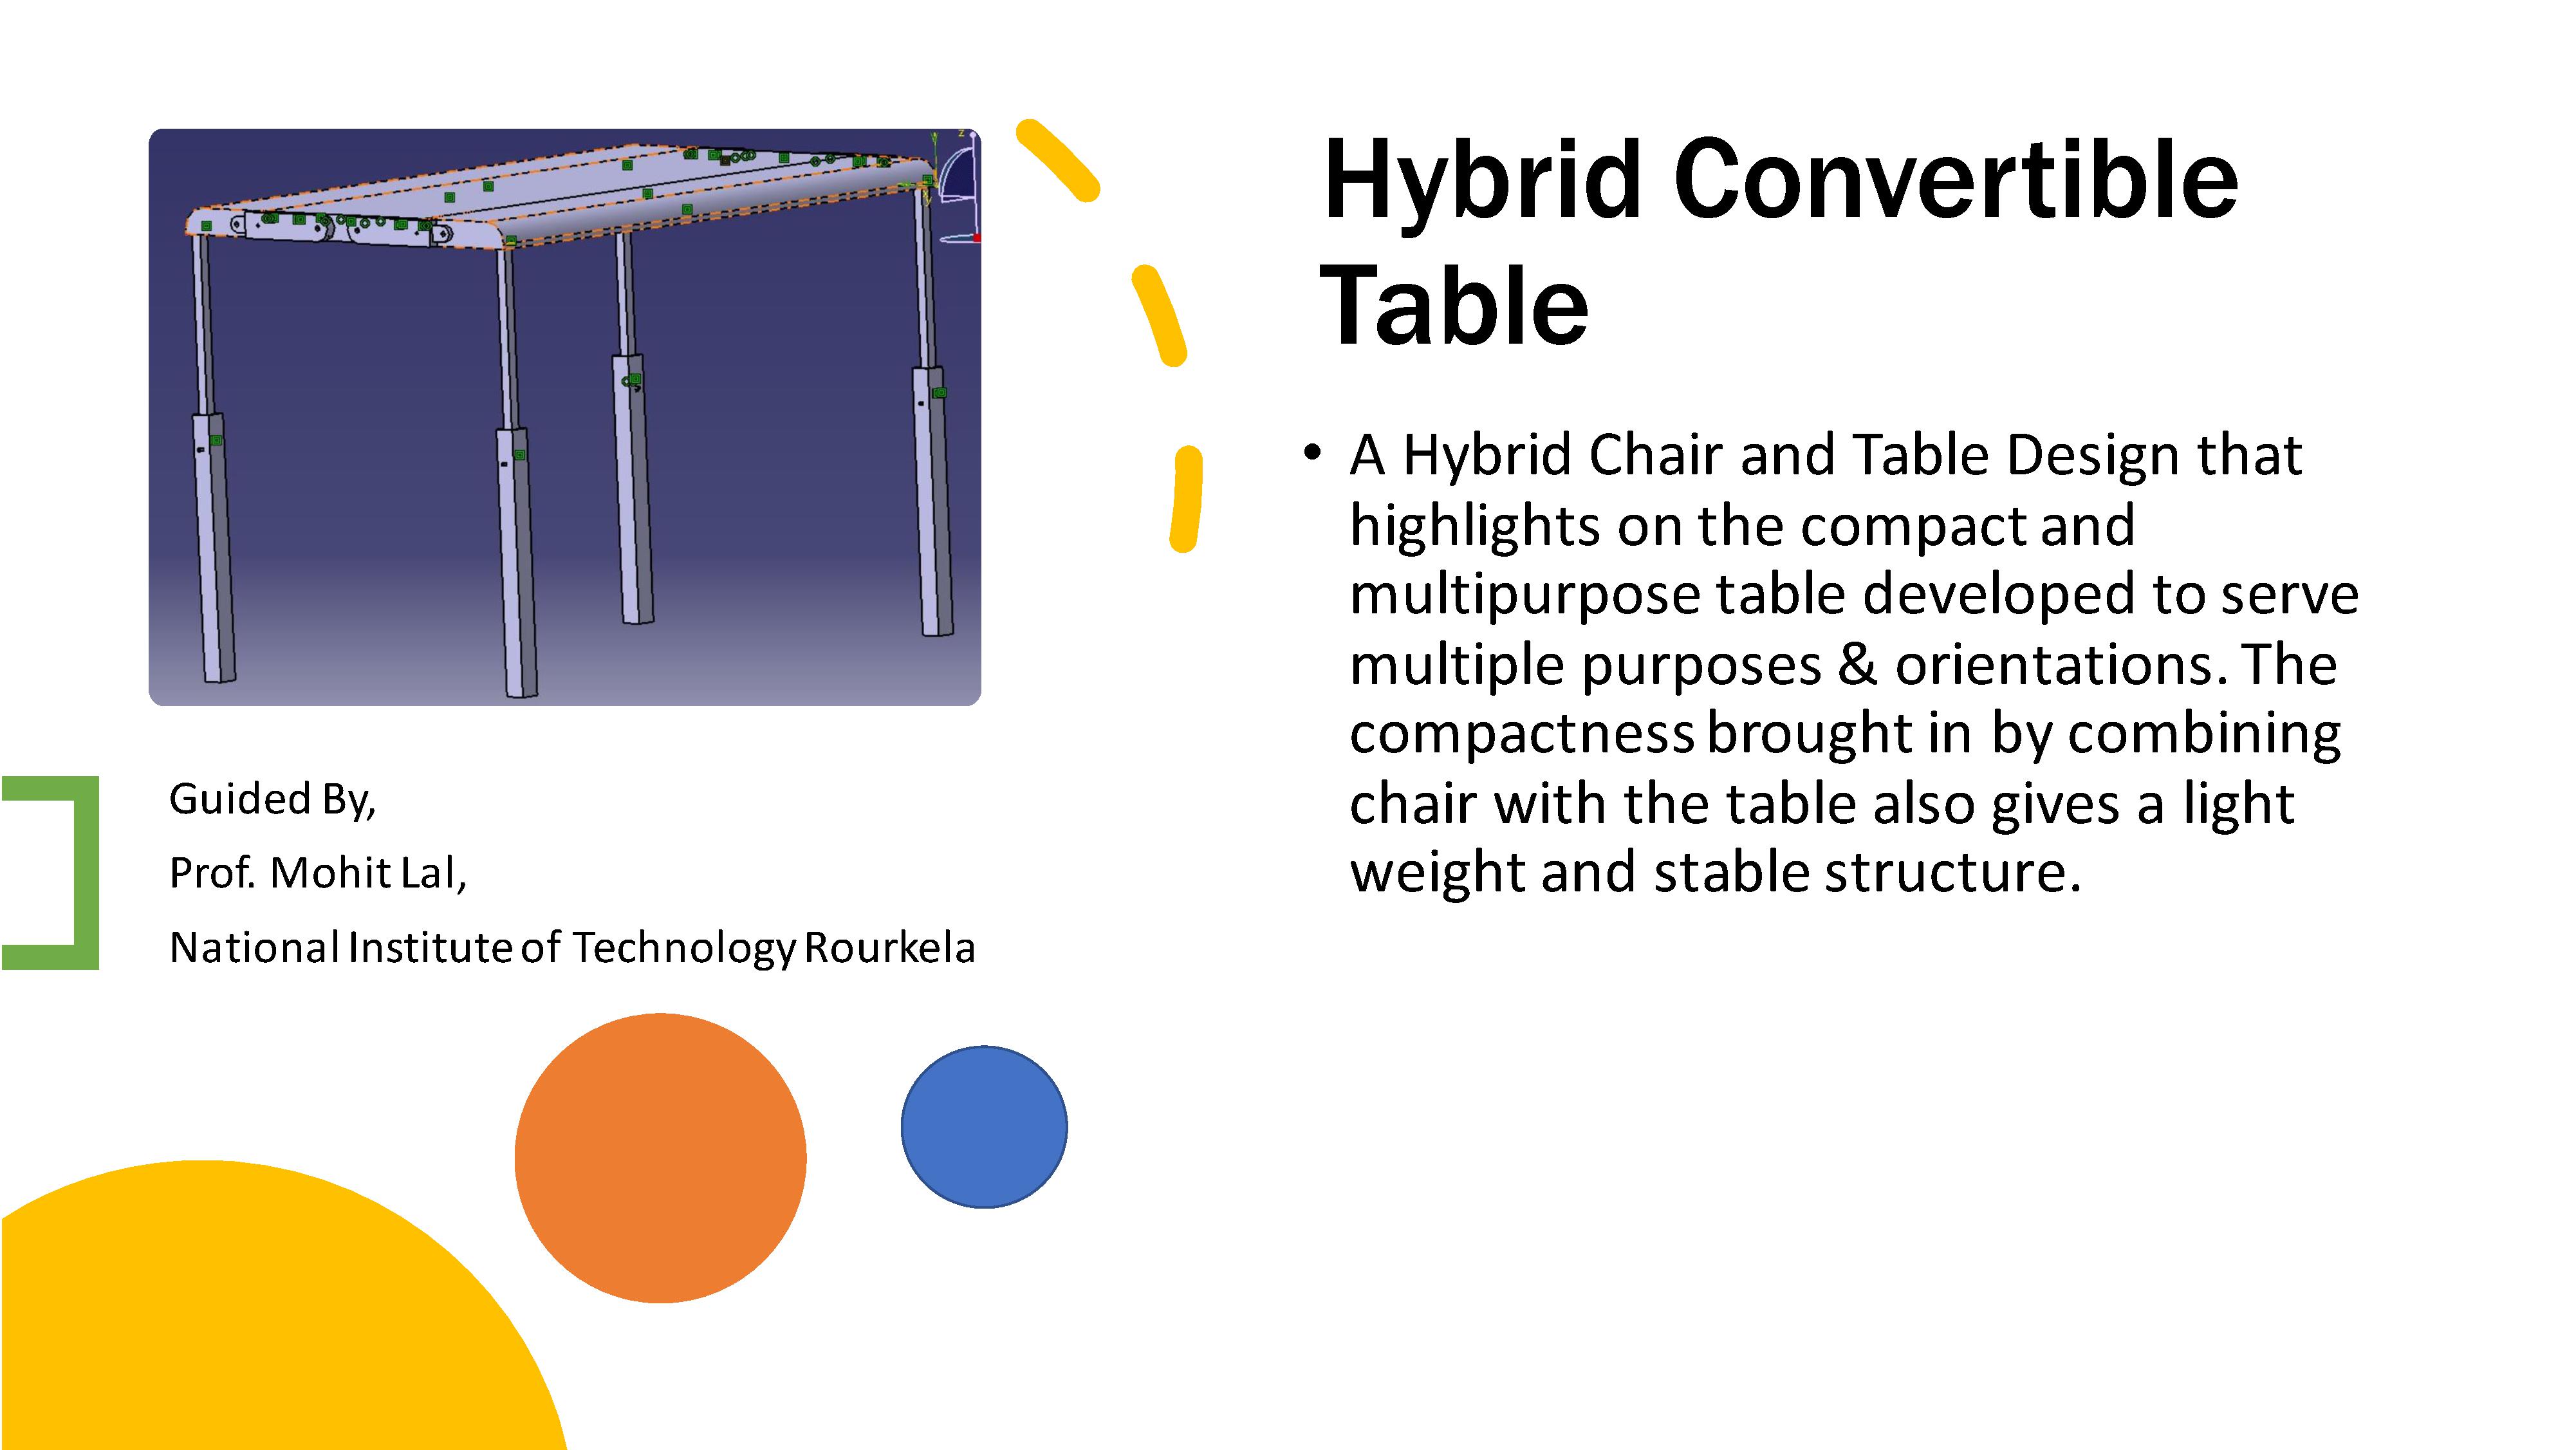 Hybrid Convertible
Table
• A Hybrid Chair and Table Design that
highlights on the compact and
multipurpose table developed to serve
multiple purposes & orientations. The
compactness brought in by combining
chair with the table also gives a light
weight and stable structure.
Guided By,
Prof. Mohit Lal,
National Institute of Technology Rourkela
z